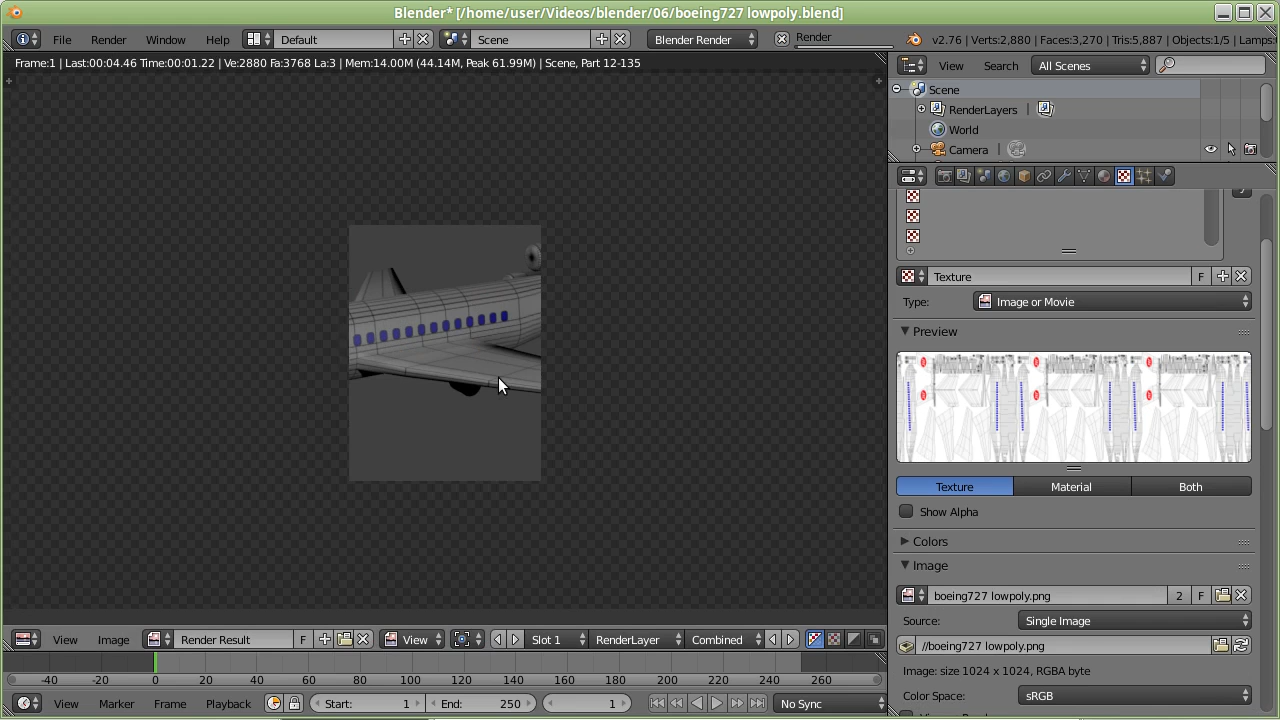 Blender* [/home/user/Videos/blender/06/boeing727 lowpoly.blend]
File Render Window Help Default Scene Blender Render Render v2.76 | Verts:2,880 | Faces:3,270 | Tris:5,887 | Objects:1/5 | Lamps:
Frame:1 | Last:00:04.46 Time:00:01.22 | Ve:2880 Fa:3768 La:3 | Mem:14.00M (44.14M, Peak 61.99M) | Scene, Part 12-135
View Search All Scenes
Scene
RenderLayers
World
Camera
Texture F
Type: Image or Movie
Preview
Texture Material Both
Show Alpha
Colors
Image
boeing727 lowpoly.png 2 F
Source: Single Image
//boeing727 lowpoly.png
Image: size 1024 x 1024, RGBA byte
Color Space: sRGB
View Image Render Result F View Slot 1 RenderLayer Combined
-40 -20 0 20 40 60 80 100 120 140 160 180 200 220 240 260
View Marker Frame Playback Start: 1 End: 250 1 No Sync